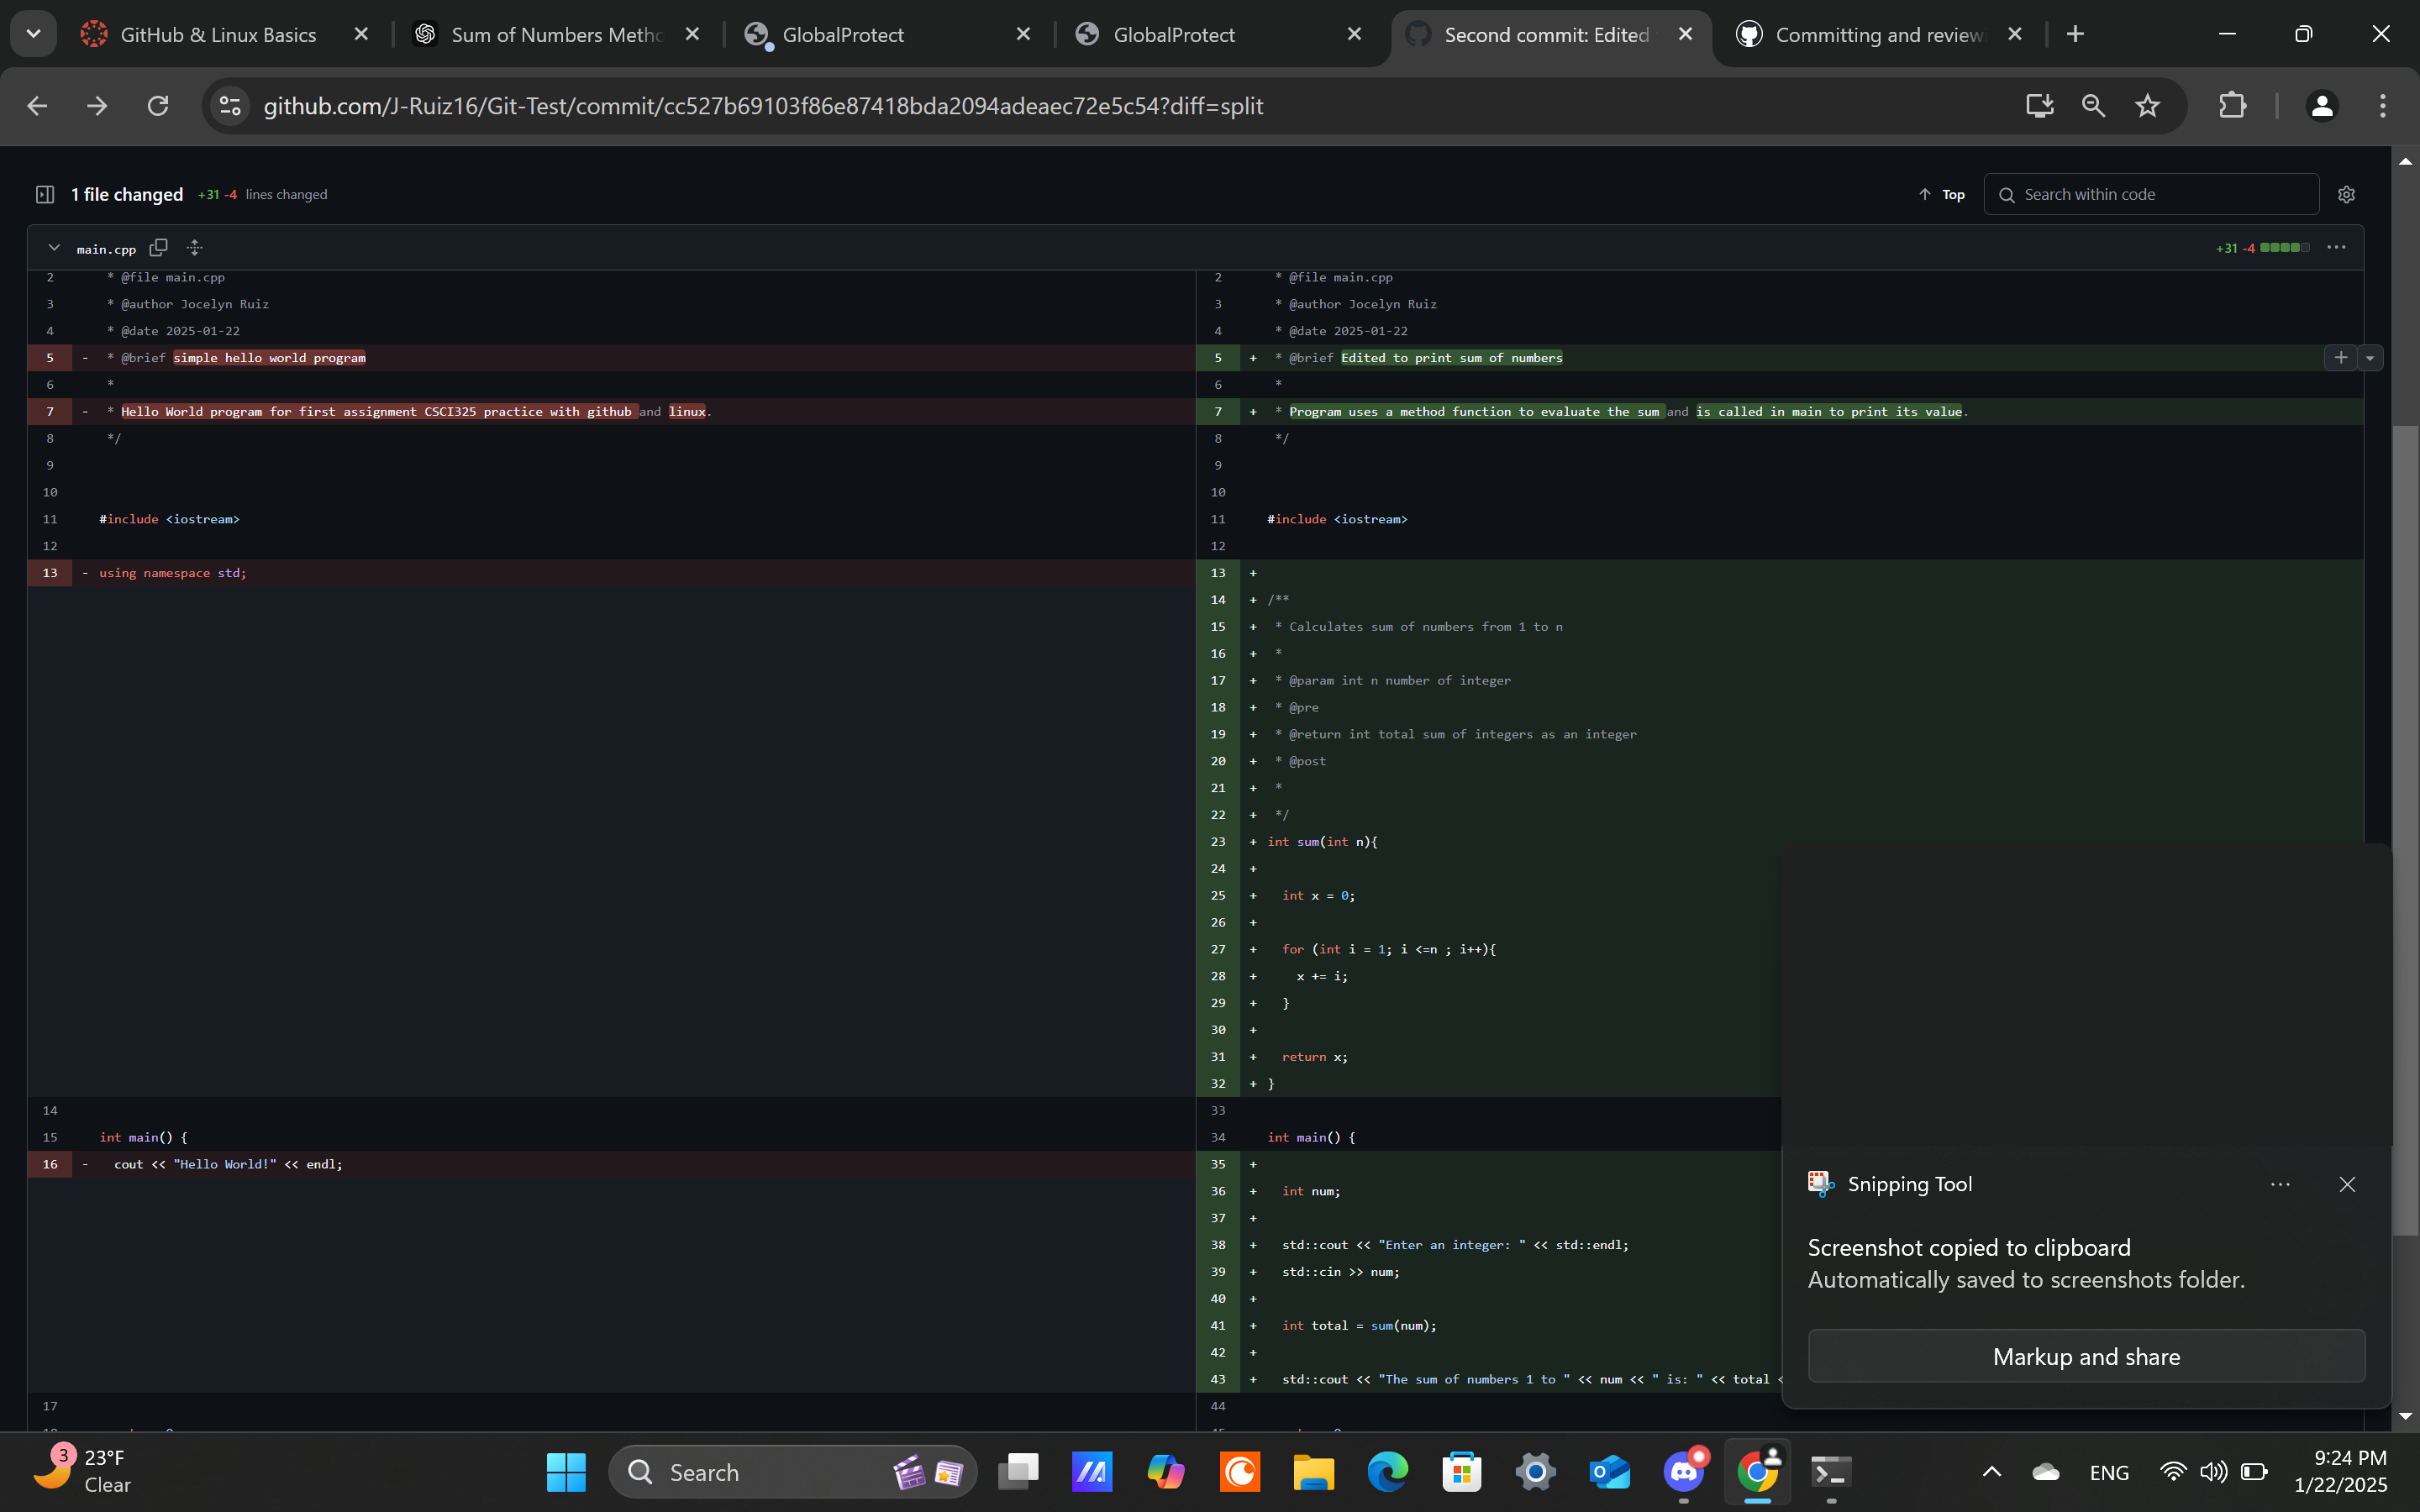 GitHub & Linux Basics
Sum of Numbers Metho
GlobalProtect
GlobalProtect
Second commit: Edited
Committing and review
github.com/J-Ruiz16/Git-Test/commit/cc527b69103f86e87418bda2094adeaec72e5c54?diff=split
1 file changed +31 -4 lines changed
Top
Search within code
main.cpp
+31 -4
2 * @file main.cpp
3 * @author Jocelyn Ruiz
4 * @date 2025-01-22
5 - * @brief simple hello world program
6 *
7 - * Hello World program for first assignment CSCI325 practice with github and linux.
8 */
9
10
11 #include <iostream>
12
13 - using namespace std;
14
15 int main() {
16 - cout << "Hello World!" << endl;
17
2 * @file main.cpp
3 * @author Jocelyn Ruiz
4 * @date 2025-01-22
5 + * @brief Edited to print sum of numbers
6 *
7 + * Program uses a method function to evaluate the sum and is called in main to print its value.
8 */
9
10
11 #include <iostream>
12
13 +
14 + /**
15 + * Calculates sum of numbers from 1 to n
16 + *
17 + * @param int n number of integer
18 + * @pre
19 + * @return int total sum of integers as an integer
20 + * @post
21 + *
22 + */
23 + int sum(int n){
24 +
25 + int x = 0;
26 +
27 + for (int i = 1; i <=n ; i++){
28 + x += i;
29 + }
30 +
31 + return x;
32 + }
33
34 int main() {
35 +
36 + int num;
37 +
38 + std::cout << "Enter an integer: " << std::endl;
39 + std::cin >> num;
40 +
41 + int total = sum(num);
42 +
43 + std::cout << "The sum of numbers 1 to " << num << " is: " << total <
44
Snipping Tool
Screenshot copied to clipboard
Automatically saved to screenshots folder.
Markup and share
3
23°F
Clear
Search
ENG
9:24 PM
1/22/2025